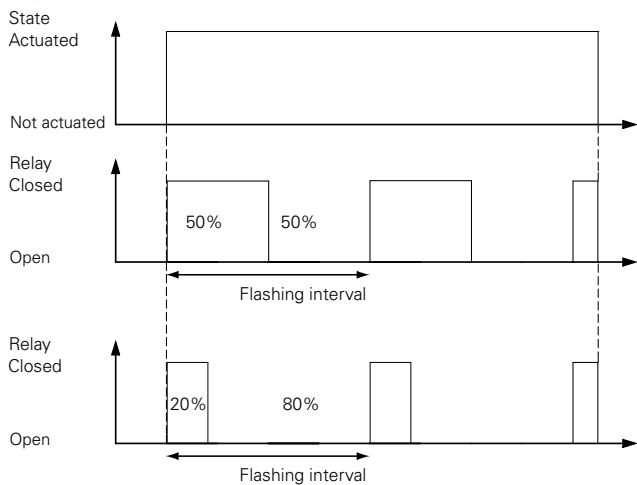 State
Actuated
Not actuated
Relay
Closed
50% 50%
Open
Flashing interval
Relay
Closed
20% 80%
Open
Flashing interval